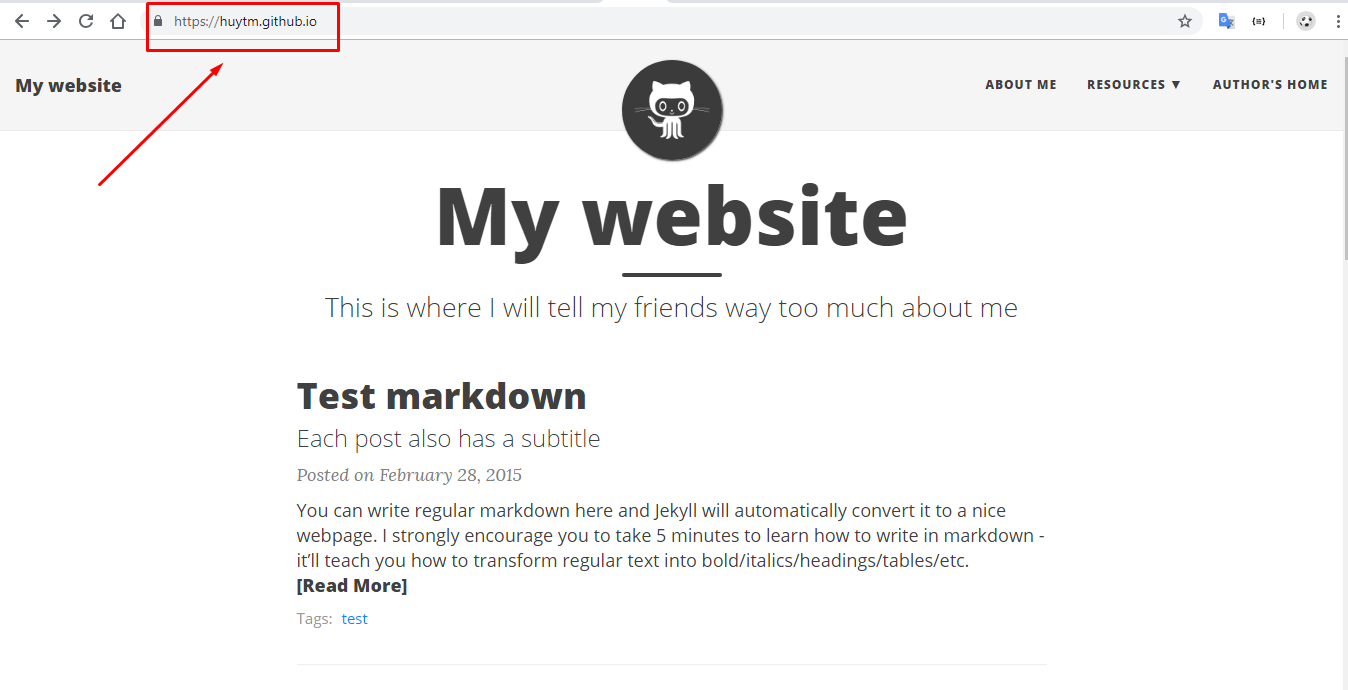 https://huytm.github.io
My website
ABOUT ME
RESOURCES ▼
AUTHOR'S HOME
My website
This is where I will tell my friends way too much about me
Test markdown
Each post also has a subtitle
Posted on February 28, 2015
You can write regular markdown here and Jekyll will automatically convert it to a nice
webpage. I strongly encourage you to take 5 minutes to learn how to write in markdown -
it’ll teach you how to transform regular text into bold/italics/headings/tables/etc.
[Read More]
Tags: test